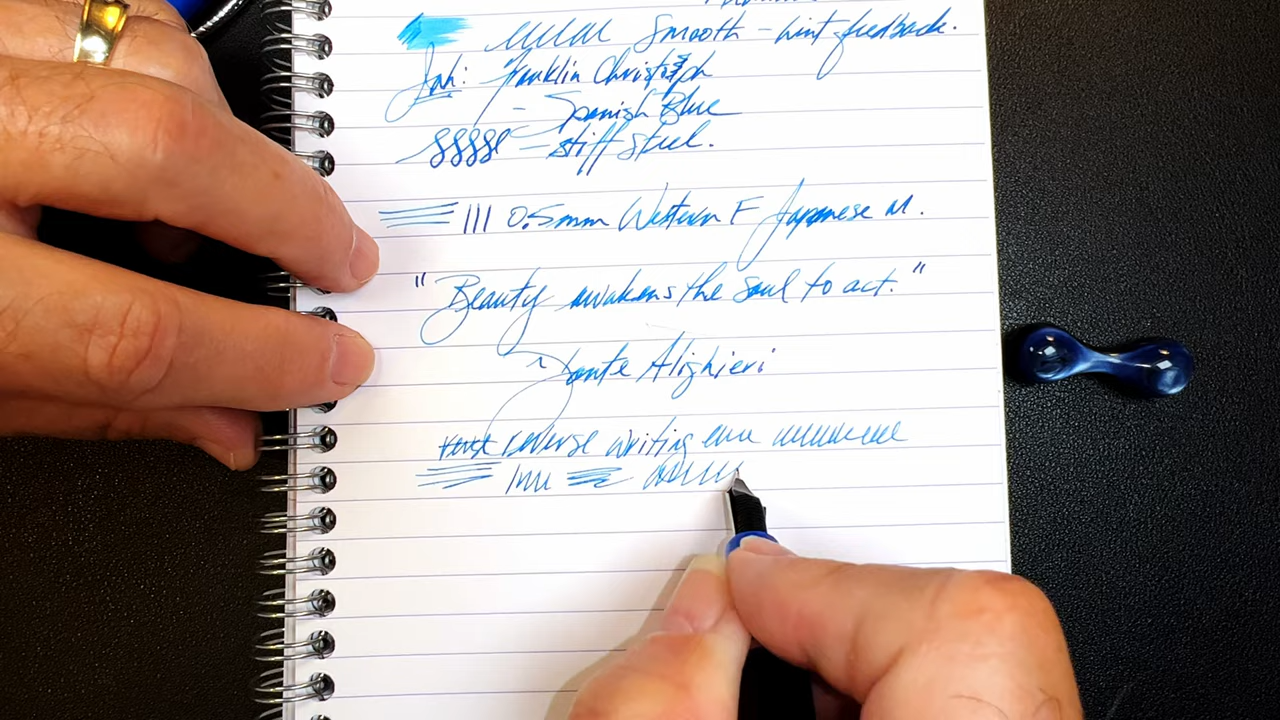 Smooth - hint feedback.
Ink: Franklin Christoph
- Spanish Blue
- stiff steel.
0.5mm Western F Japanese M.
"Beauty awakens the soul to act."
~ Dante Alighieri
reverse writing